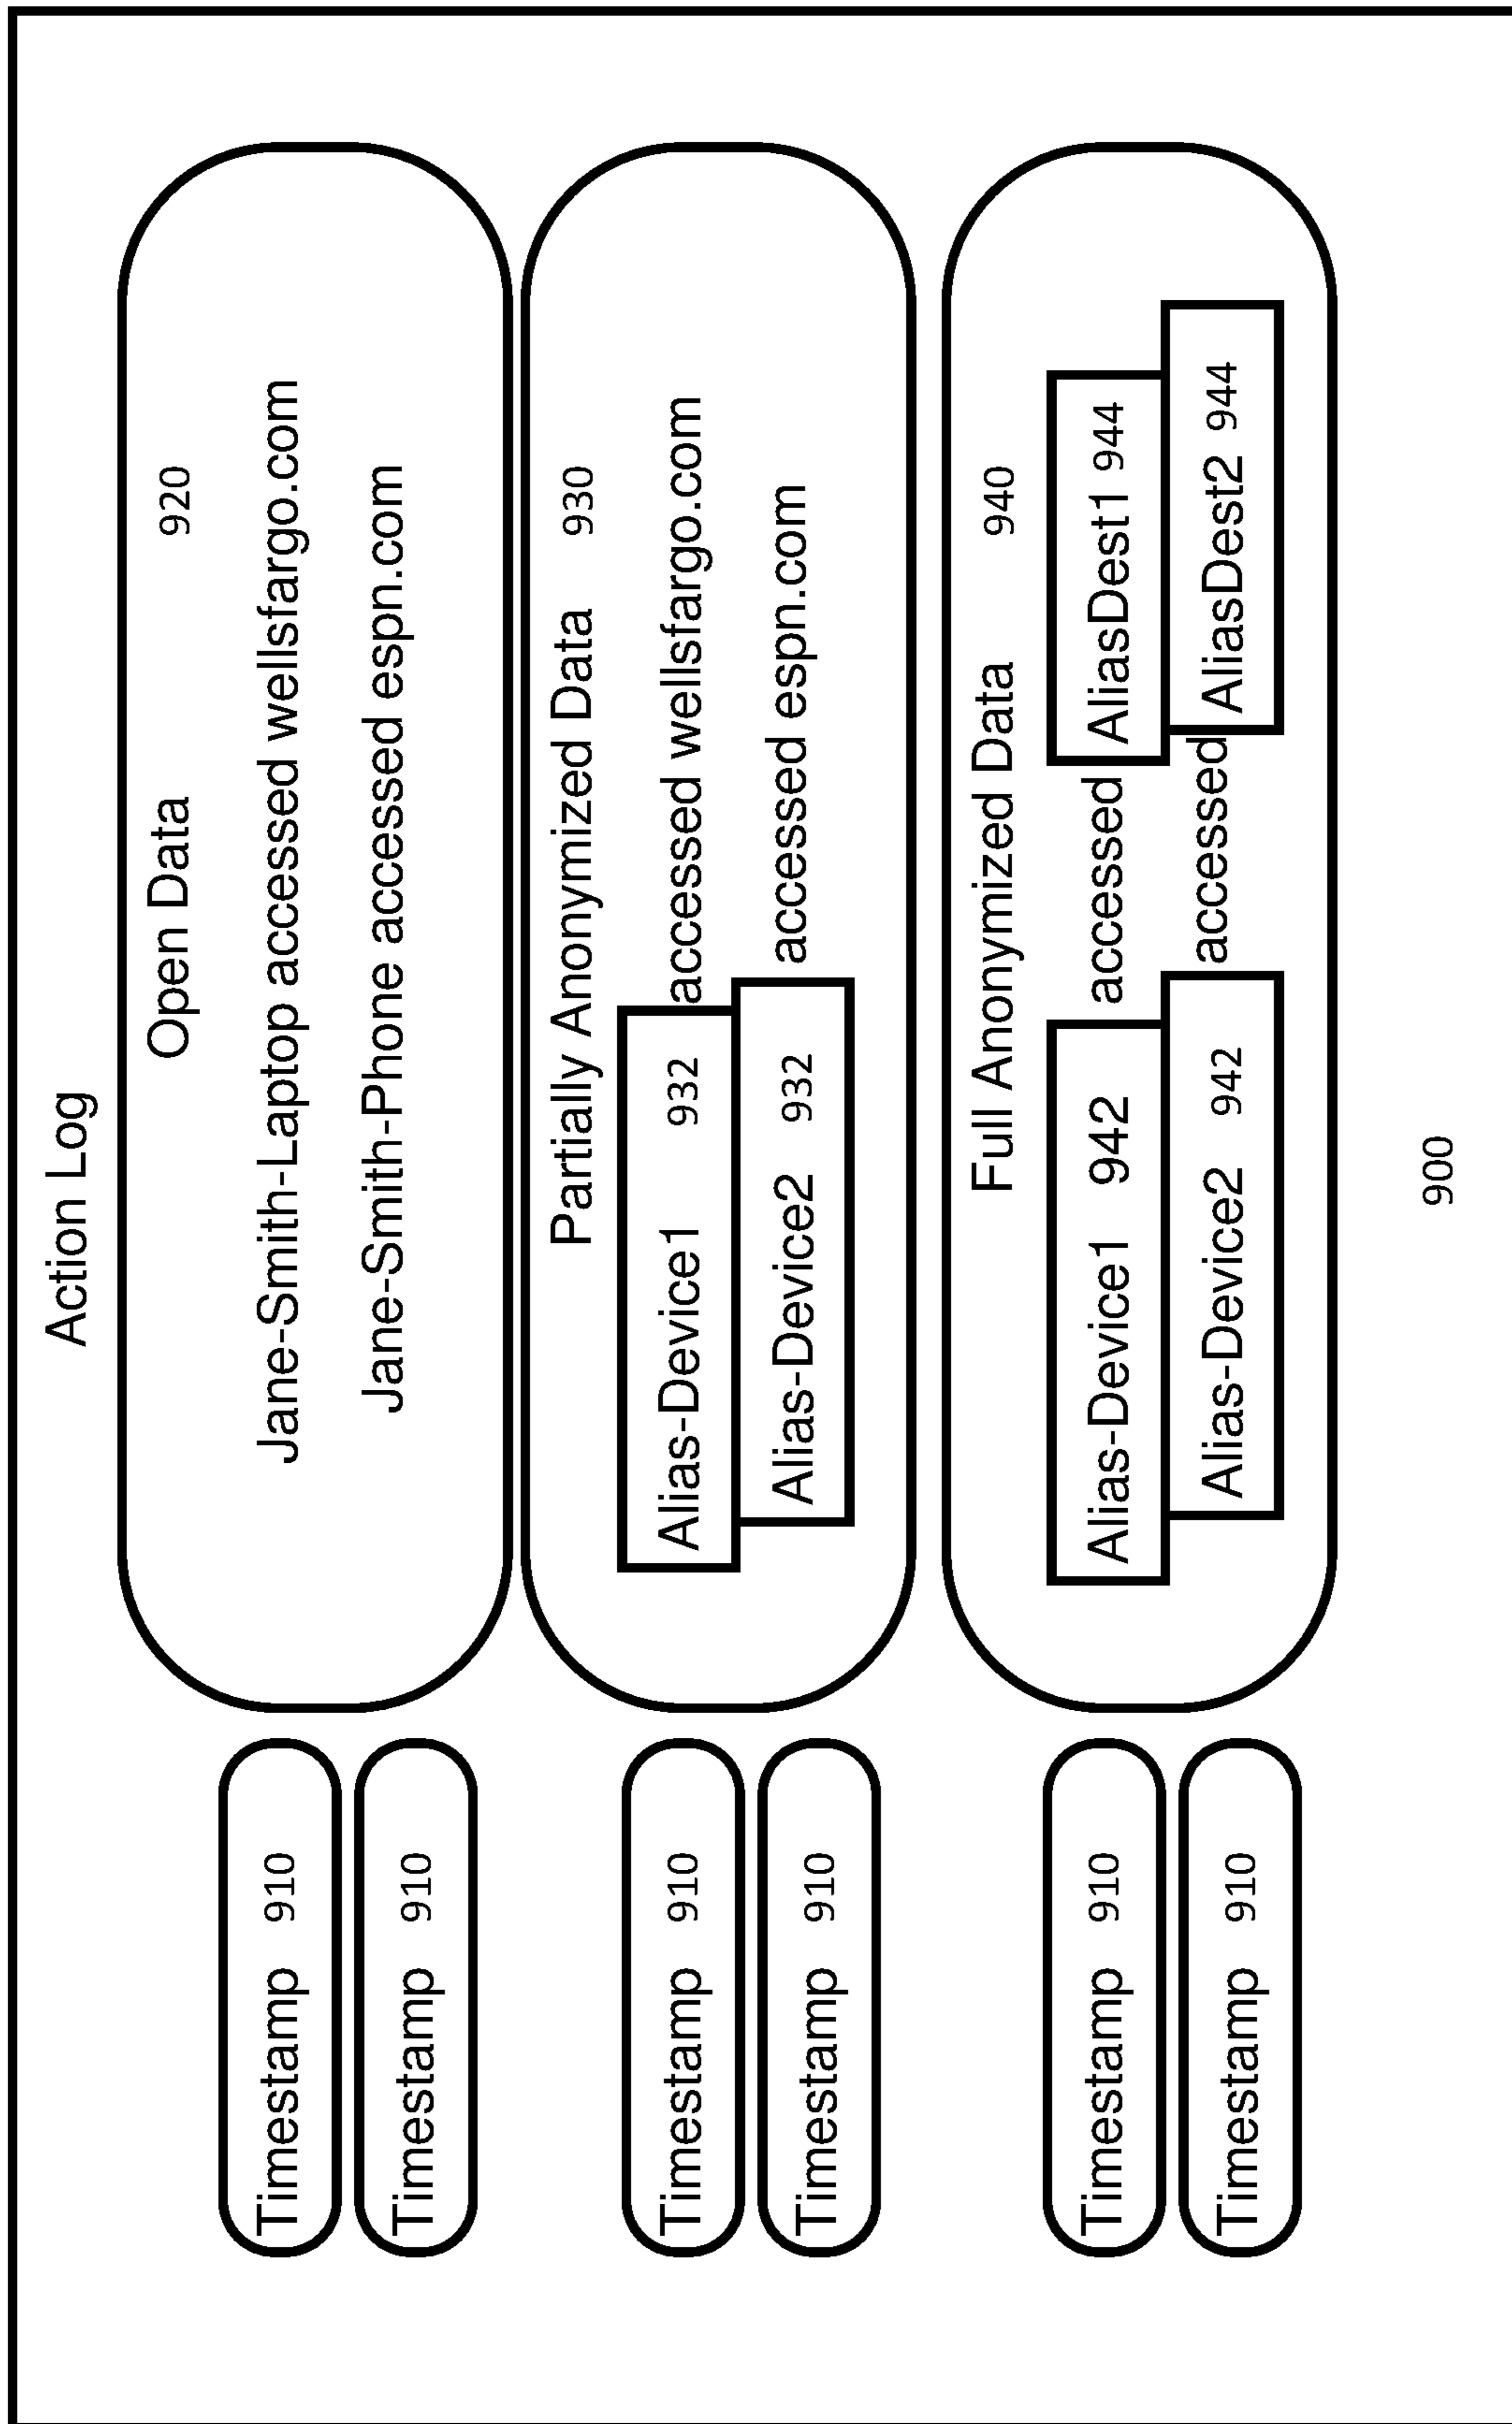 Action Log
Open Data 920
Timestamp 910 Jane-Smith-Laptop accessed wellsfargo.com
Timestamp 910 Jane-Smith-Phone accessed espn.com
Partially Anonymized Data 930
Timestamp 910 Alias-Device1 932 accessed wellsfargo.com
Timestamp 910 Alias-Device2 932 accessed espn.com
Full Anonymized Data 940
Timestamp 910 Alias-Device1 942 accessed AliasDest1 944
Timestamp 910 Alias-Device2 942 accessed AliasDest2 944
900